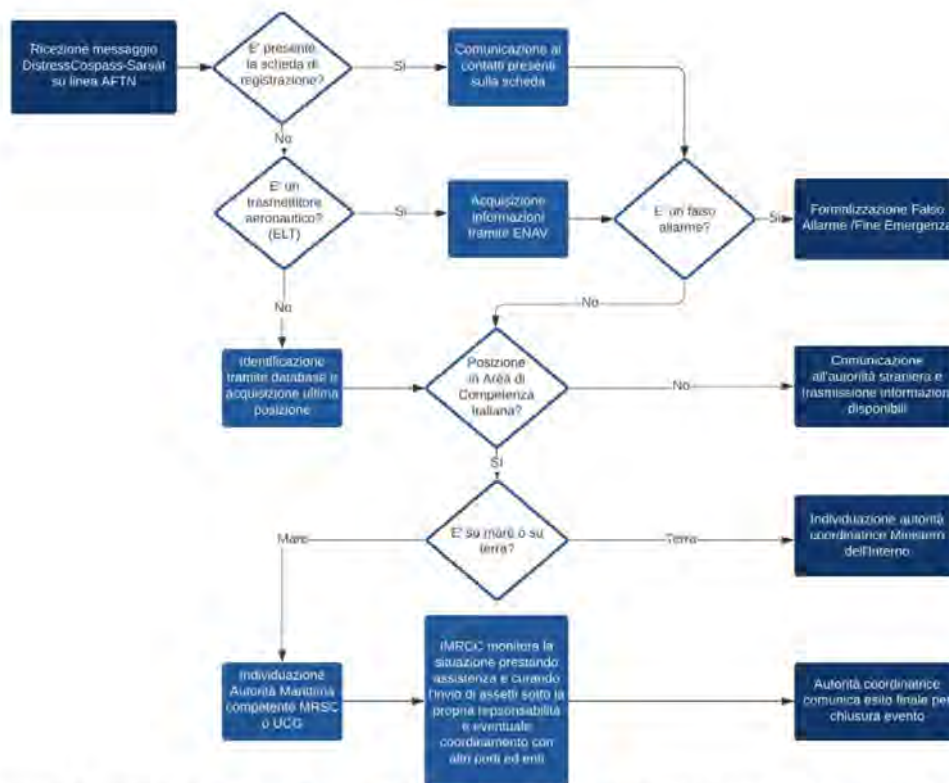 Ricezione messaggio
DistressCospass-Sarsat
su linea AFTN
E' presente
la scheda di
registrazione?
Si
Comunicazione ai
contatti presenti
sulla scheda
No
E' un
trasmettitore
aeronautico?
(ELT)
Si
Acquisizione
informazioni
tramite ENAV
E' un falso
allarme?
Si
Formalizzazione Falso
Allarme /Fine Emergenza
No
No
Identificazione
tramite database e
acquisizione ultima
posizione
Posizione
in Area di
Competenza
Italiana?
No
Comunicazione
all'autorità straniera e
trasmissione informazioni
disponibili
Si
E' su mare o su
terra?
Mare
Terra
Individuazione autorità
coordinatrice Ministero
dell'Interno
Individuazione
Autorità Marittima
competente MRSC
o UCG
IMRCC monitora la
situazione prestando
assistenza e curando
l'invio di assetti sotto la
propria repsonsabilità
e eventuale
coordinamento con
altri porti ed enti
Autorità coordinatrice
comunica esito finale per
chiusura evento